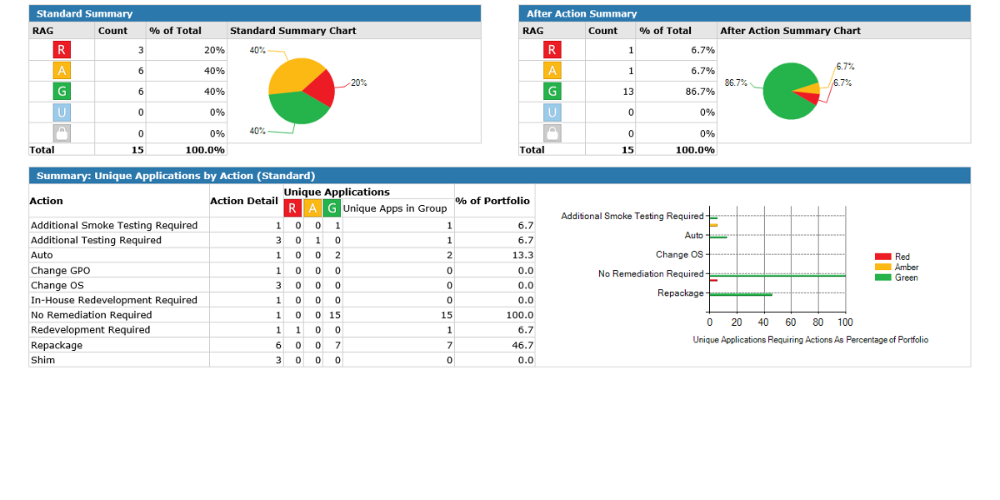 Standard Summary
RAG Count % of Total Standard Summary Chart
R 3 20%
A 6 40%
G 6 40%
U 0 0%
0 0%
Total 15 100.0%
40%
20%
40%
After Action Summary
RAG Count % of Total After Action Summary Chart
R 1 6.7%
A 1 6.7%
G 13 86.7%
U 0 0%
0 0%
Total 15 100.0%
6.7%
86.7% 6.7%
Summary: Unique Applications by Action (Standard)
Action Action Detail Unique Applications % of Portfolio
R A G Unique Apps in Group
Additional Smoke Testing Required 1 0 0 1 1 6.7
Additional Testing Required 3 0 1 0 1 6.7
Auto 1 0 0 2 2 13.3
Change GPO 1 0 0 0 0 0.0
Change OS 3 0 0 0 0 0.0
In-House Redevelopment Required 1 0 0 0 0 0.0
No Remediation Required 1 0 0 15 15 100.0
Redevelopment Required 1 1 0 0 1 6.7
Repackage 6 0 0 7 7 46.7
Shim 3 0 0 0 0 0.0
Additional Smoke Testing Required
Auto
Change OS
No Remediation Required
Repackage
0 20 40 60 80 100
Unique Applications Requiring Actions As Percentage of Portfolio
Red
Amber
Green